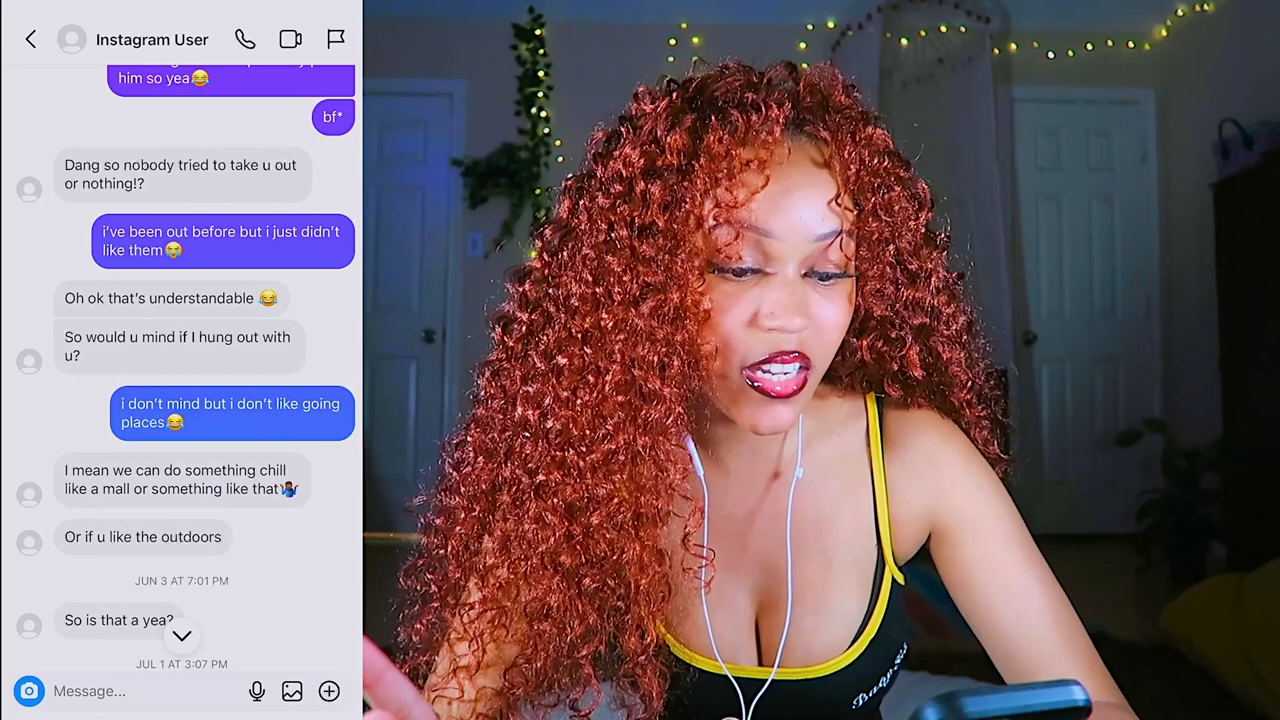 Instagram User
him so yea😂
bf*
Dang so nobody tried to take u out
or nothing!?
i've been out before but i just didn't
like them😭
Oh ok that's understandable 😂
So would u mind if I hung out with
u?
i don't mind but i don't like going
places😂
I mean we can do something chill
like a mall or something like that🤷🏾‍♂️
Or if u like the outdoors
JUN 3 AT 7:01 PM
So is that a yea?
JUL 1 AT 3:07 PM
Message...